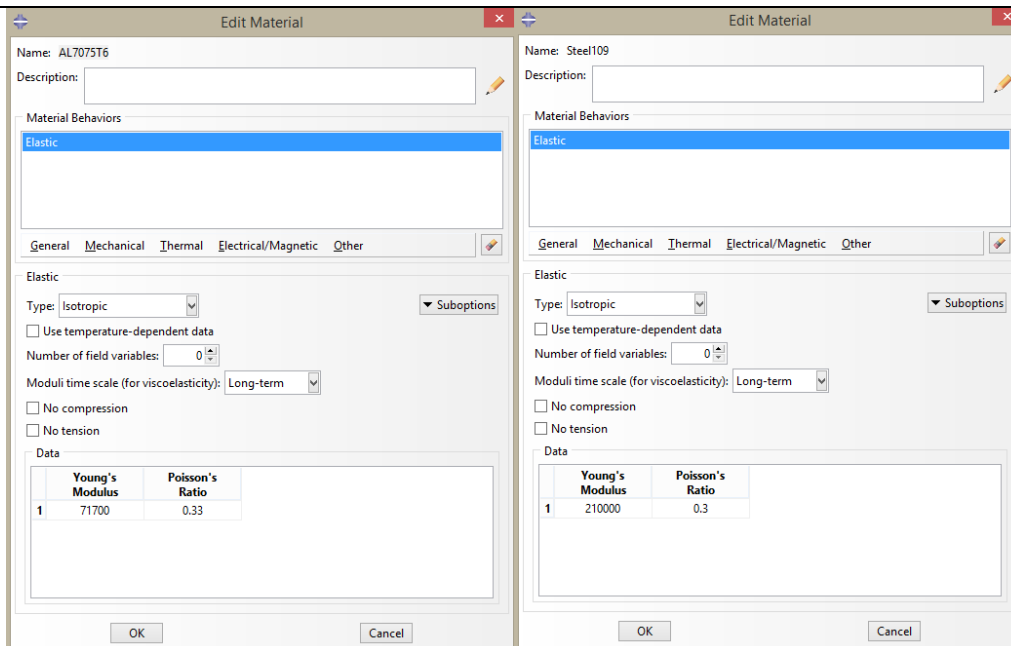 Edit Material
Name: AL7075T6
Description:
Material Behaviors
Elastic
General Mechanical Thermal Electrical/Magnetic Other
Elastic
Type: Isotropic
Suboptions
Use temperature-dependent data
Number of field variables: 0
Moduli time scale (for viscoelasticity): Long-term
No compression
No tension
Data
Young's Poisson's
Modulus Ratio
1 71700 0.33
OK Cancel
Edit Material
Name: Steel109
Description:
Material Behaviors
Elastic
General Mechanical Thermal Electrical/Magnetic Other
Elastic
Type: Isotropic
Suboptions
Use temperature-dependent data
Number of field variables: 0
Moduli time scale (for viscoelasticity): Long-term
No compression
No tension
Data
Young's Poisson's
Modulus Ratio
1 210000 0.3
OK Cancel